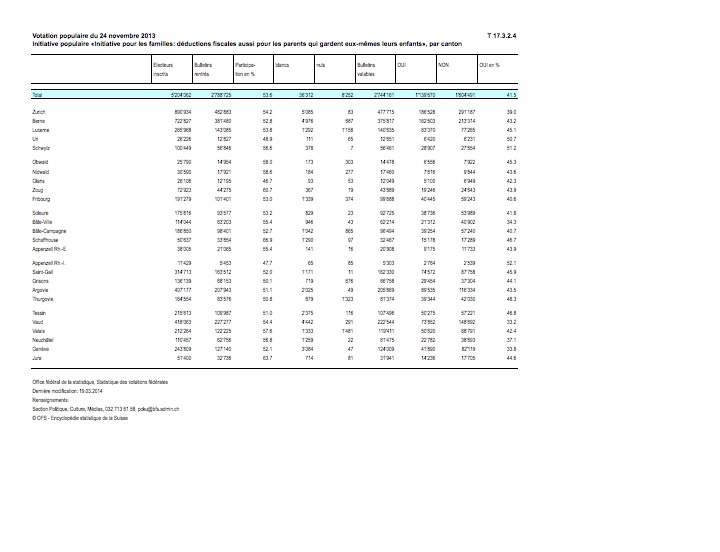 Votation populaire du 24 novembre 2013 T 17.3.2.4
Initiative populaire «Initiative pour les familles: déductions fiscales aussi pour les parents qui gardent eux-mêmes leurs enfants», par canton
Electeurs Bulletins Participa- blancs nuls Bulletins OUI NON OUI en %
inscrits rentrés tion en % valables
Total 5'204'062 2'788'725 53.6 36'312 8'252 2'744'161 1'139'670 1'604'491 41.5
Zurich 890'934 482'883 54.2 5'085 83 477'715 186'528 291'187 39.0
Berne 722'827 381'480 52.8 4'976 687 375'817 162'503 213'314 43.2
Lucerne 143'085 53.6 1'292 1'158 140'635 63'370 77'265 45.1
Uri 26'226 12'827 48.9 111 65 12'651 6'420 6'231 50.7
Schwytz 100'449 56'846 56.6 378 7 56'461 28'907 27'554 51.2
Obwald 25'790 14'954 58.0 173 303 14'478 6'556 7'922 45.3
Nidwald 30'590 17'921 58.6 184 277 17'460 7'616 9'844 43.6
Glaris 26'106 12'195 46.7 93 53 12'049 5'100 6'949 42.3
Zoug 72'923 44'275 60.7 367 19 43'889 19'246 24'643 43.9
Fribourg 191'279 101'401 53.0 1'339 374 99'688 40'445 59'243 40.6
Soleure 175'816 93'577 53.2 829 23 92'725 38'736 53'989 41.8
Bâle-Ville 114'044 63'203 55.4 946 43 62'214 21'312 40'902 34.3
Bâle-Campagne 186'850 98'401 52.7 1'042 865 96'494 39'254 57'240 40.7
Schaffhouse 50'637 33'854 66.9 1'290 97 32'467 15'178 17'289 46.7
Appenzell Rh.-E. 38'005 21'065 55.4 141 16 20'908 9'175 11'733 43.9
Appenzell Rh.-I. 11'429 5'453 47.7 65 85 5'303 2'764 2'539 52.1
Saint-Gall 314'713 163'512 52.0 1'171 11 162'330 74'572 87'758 45.9
Grisons 136'139 68'153 50.1 719 676 66'758 29'454 37'304 44.1
Argovie 407'177 207'943 51.1 2'025 49 205'869 89'535 116'334 43.5
Thurgovie 164'554 83'576 50.8 879 1'323 81'374 39'344 42'030 48.3
Tessin 215'613 109'987 51.0 2'375 116 107'496 50'275 57'221 46.8
Vaud 418'063 227'277 54.4 4'442 291 222'544 73'852 148'692 33.2
Valais 212'264 122'225 57.6 1'333 1'481 119'411 50'620 68'791 42.4
Neuchâtel 110'457 62'756 56.8 1'259 22 61'475 22'782 38'693 37.1
Genève 243'809 127'140 52.1 3'084 47 124'009 41'890 82'119 33.8
Jura 51'400 32'736 63.7 714 81 31'941 14'236 17'705 44.6
Office fédéral de la statistique, Statistique des votations fédérales
Dernière modification: 19.03.2014
Renseignements:
Section Politique, Culture, Médias, 032 713 61 58, poku@bfs.admin.ch
© OFS - Encyclopédie statistique de la Suisse